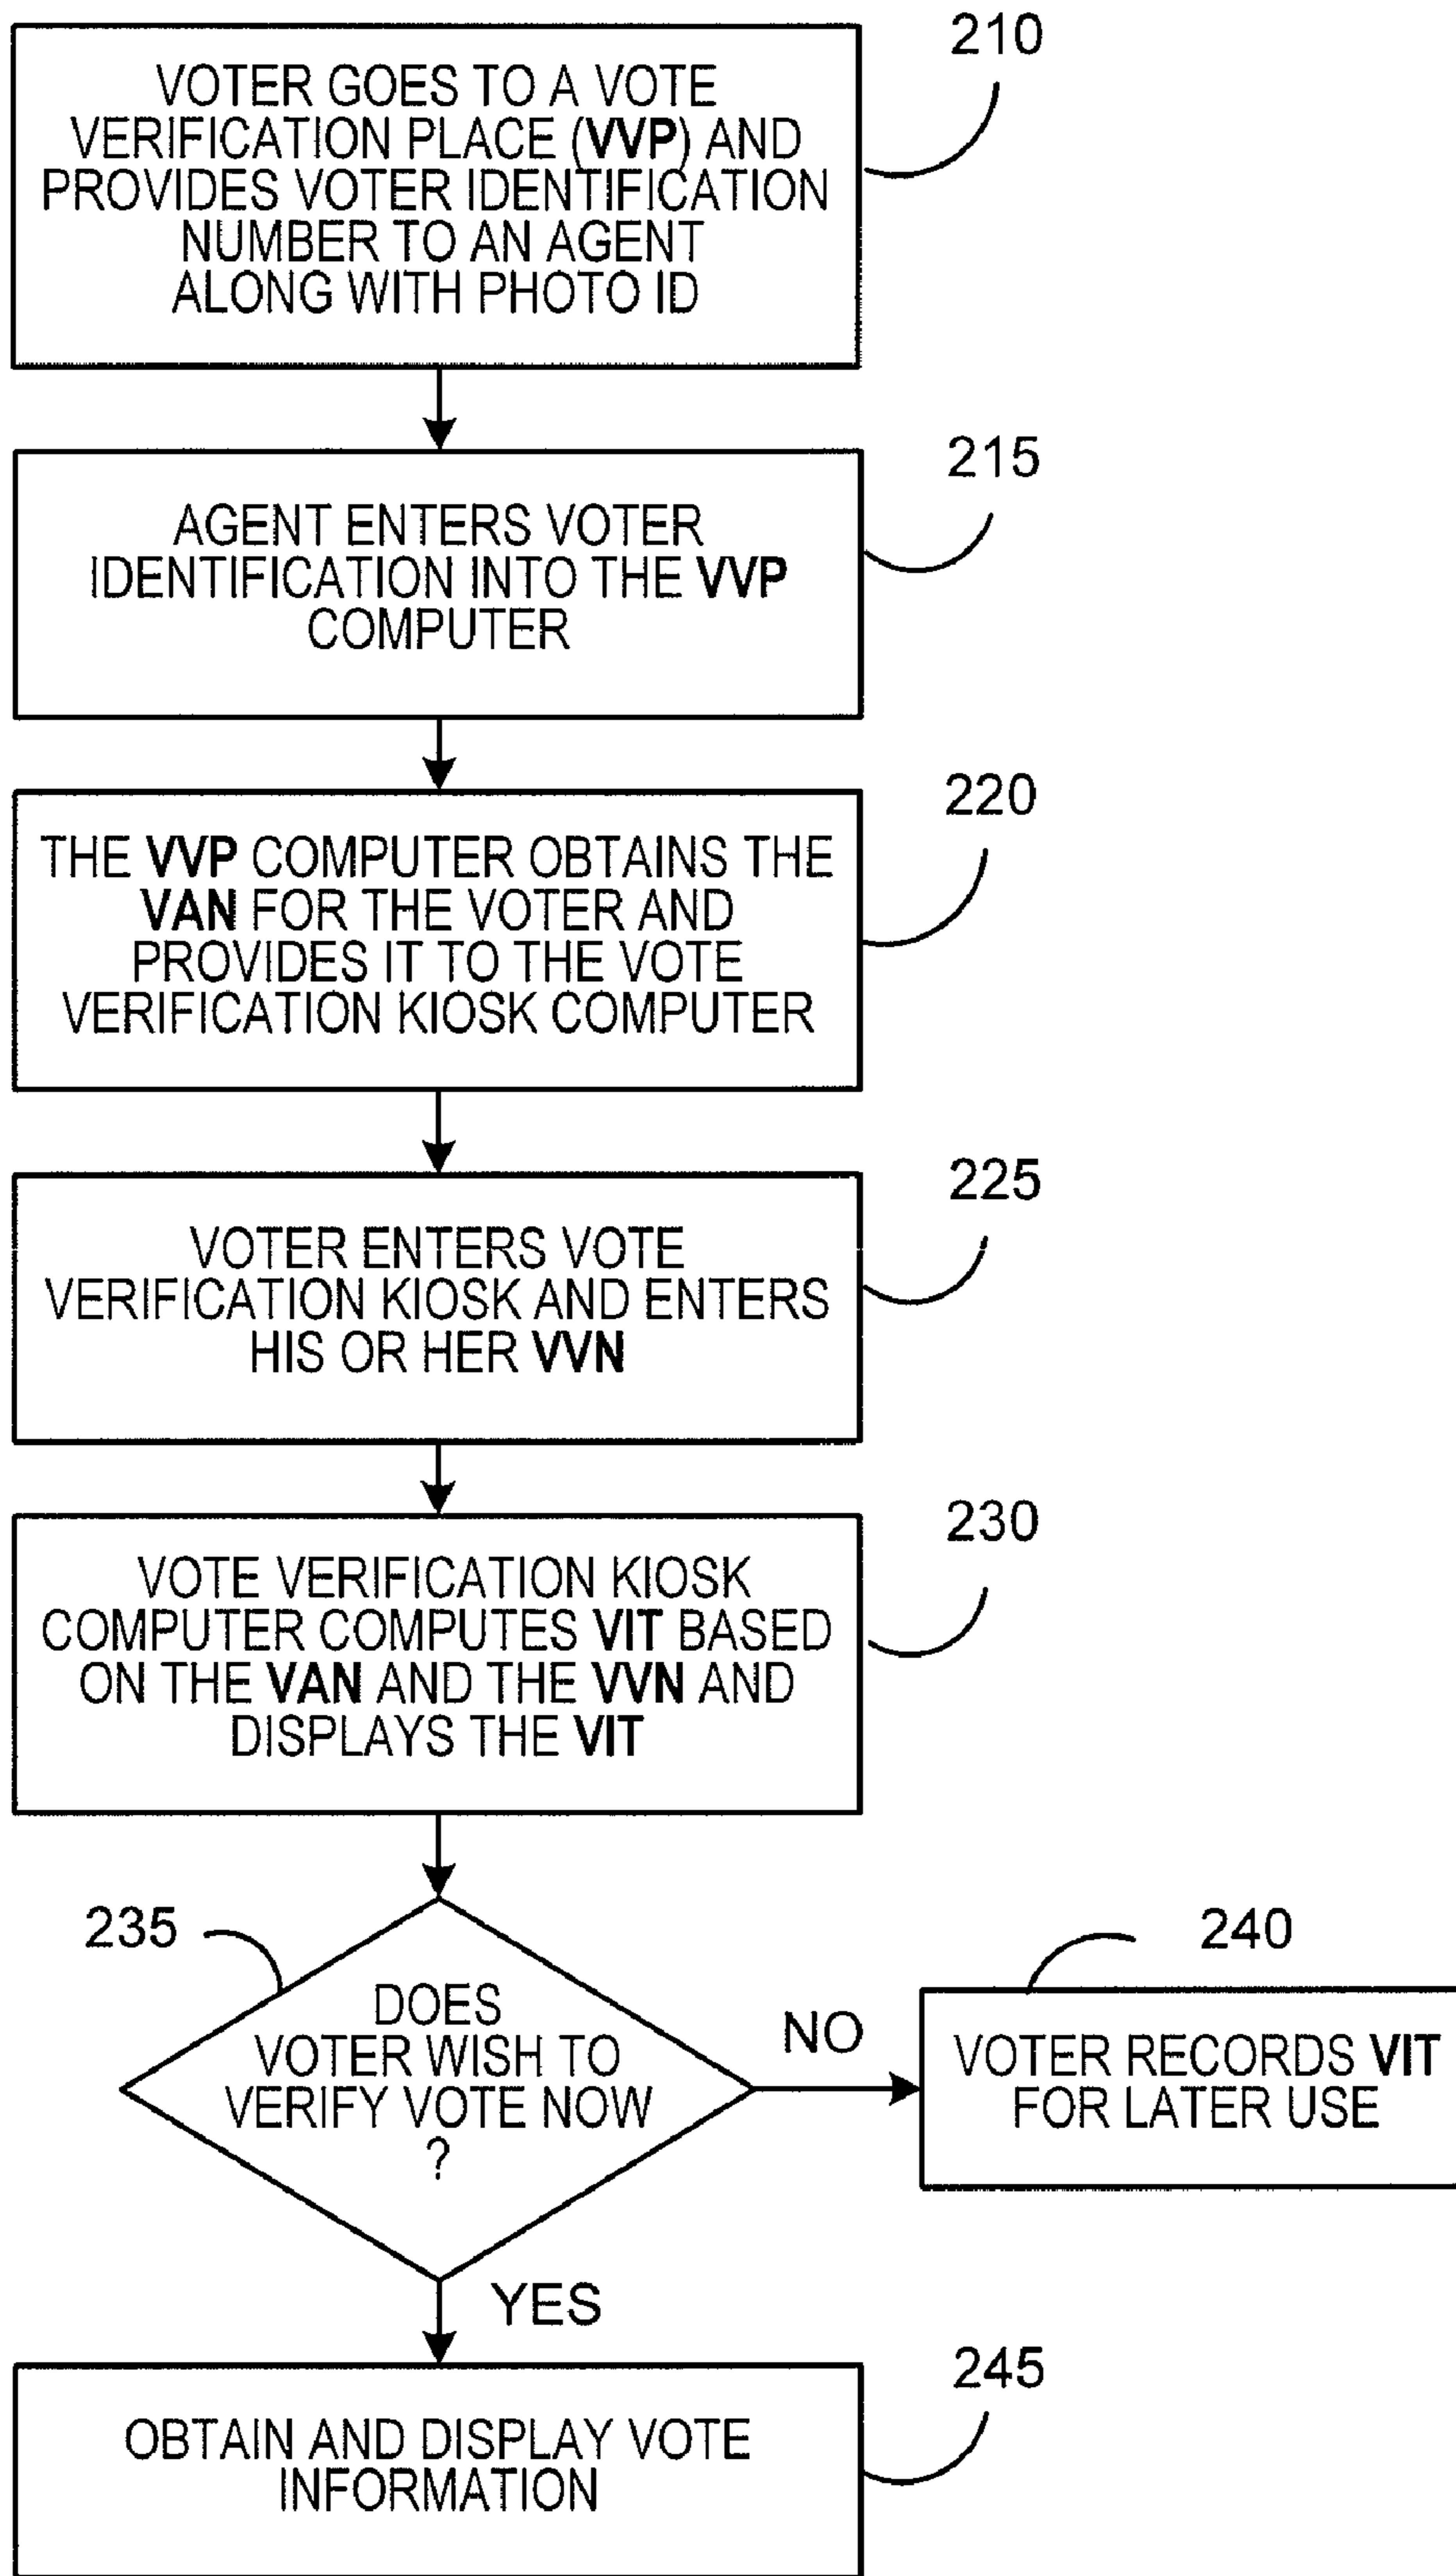 210
VOTER GOES TO A VOTE
VERIFICATION PLACE (VVP) AND
PROVIDES VOTER IDENTIFICATION
NUMBER TO AN AGENT
ALONG WITH PHOTO ID
215
AGENT ENTERS VOTER
IDENTIFICATION INTO THE VVP
COMPUTER
220
THE VVP COMPUTER OBTAINS THE
VAN FOR THE VOTER AND
PROVIDES IT TO THE VOTE
VERIFICATION KIOSK COMPUTER
225
VOTER ENTERS VOTE
VERIFICATION KIOSK AND ENTERS
HIS OR HER VVN
230
VOTE VERIFICATION KIOSK
COMPUTER COMPUTES VIT BASED
ON THE VAN AND THE VVN AND
DISPLAYS THE VIT
235
DOES
VOTER WISH TO
VERIFY VOTE NOW
?
NO
240
VOTER RECORDS VIT
FOR LATER USE
YES
245
OBTAIN AND DISPLAY VOTE
INFORMATION